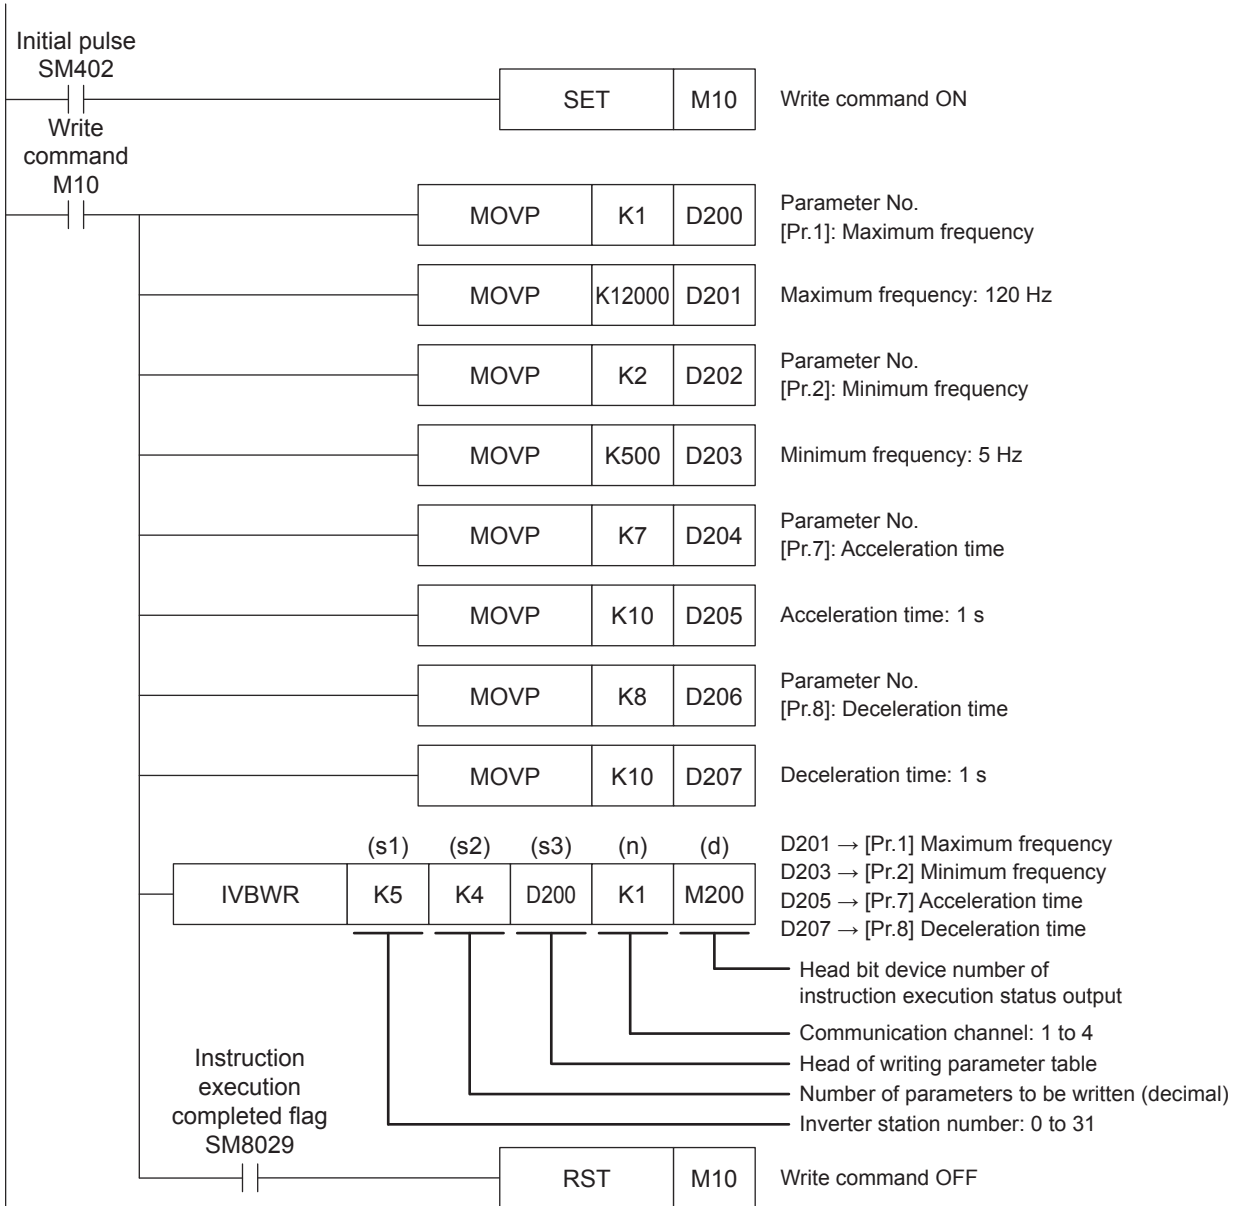 Initial pulse
SM402
SET M10 Write command ON
Write
command
M10
MOVP K1 D200 Parameter No.
[Pr.1]: Maximum frequency
MOVP K12000 D201 Maximum frequency: 120 Hz
MOVP K2 D202 Parameter No.
[Pr.2]: Minimum frequency
MOVP K500 D203 Minimum frequency: 5 Hz
MOVP K7 D204 Parameter No.
[Pr.7]: Acceleration time
MOVP K10 D205 Acceleration time: 1 s
MOVP K8 D206 Parameter No.
[Pr.8]: Deceleration time
MOVP K10 D207 Deceleration time: 1 s
(s1) (s2) (s3) (n) (d)
IVBWR K5 K4 D200 K1 M200
D201 → [Pr.1] Maximum frequency
D203 → [Pr.2] Minimum frequency
D205 → [Pr.7] Acceleration time
D207 → [Pr.8] Deceleration time
Head bit device number of
instruction execution status output
Communication channel: 1 to 4
Head of writing parameter table
Number of parameters to be written (decimal)
Inverter station number: 0 to 31
Instruction
execution
completed flag
SM8029
RST M10 Write command OFF